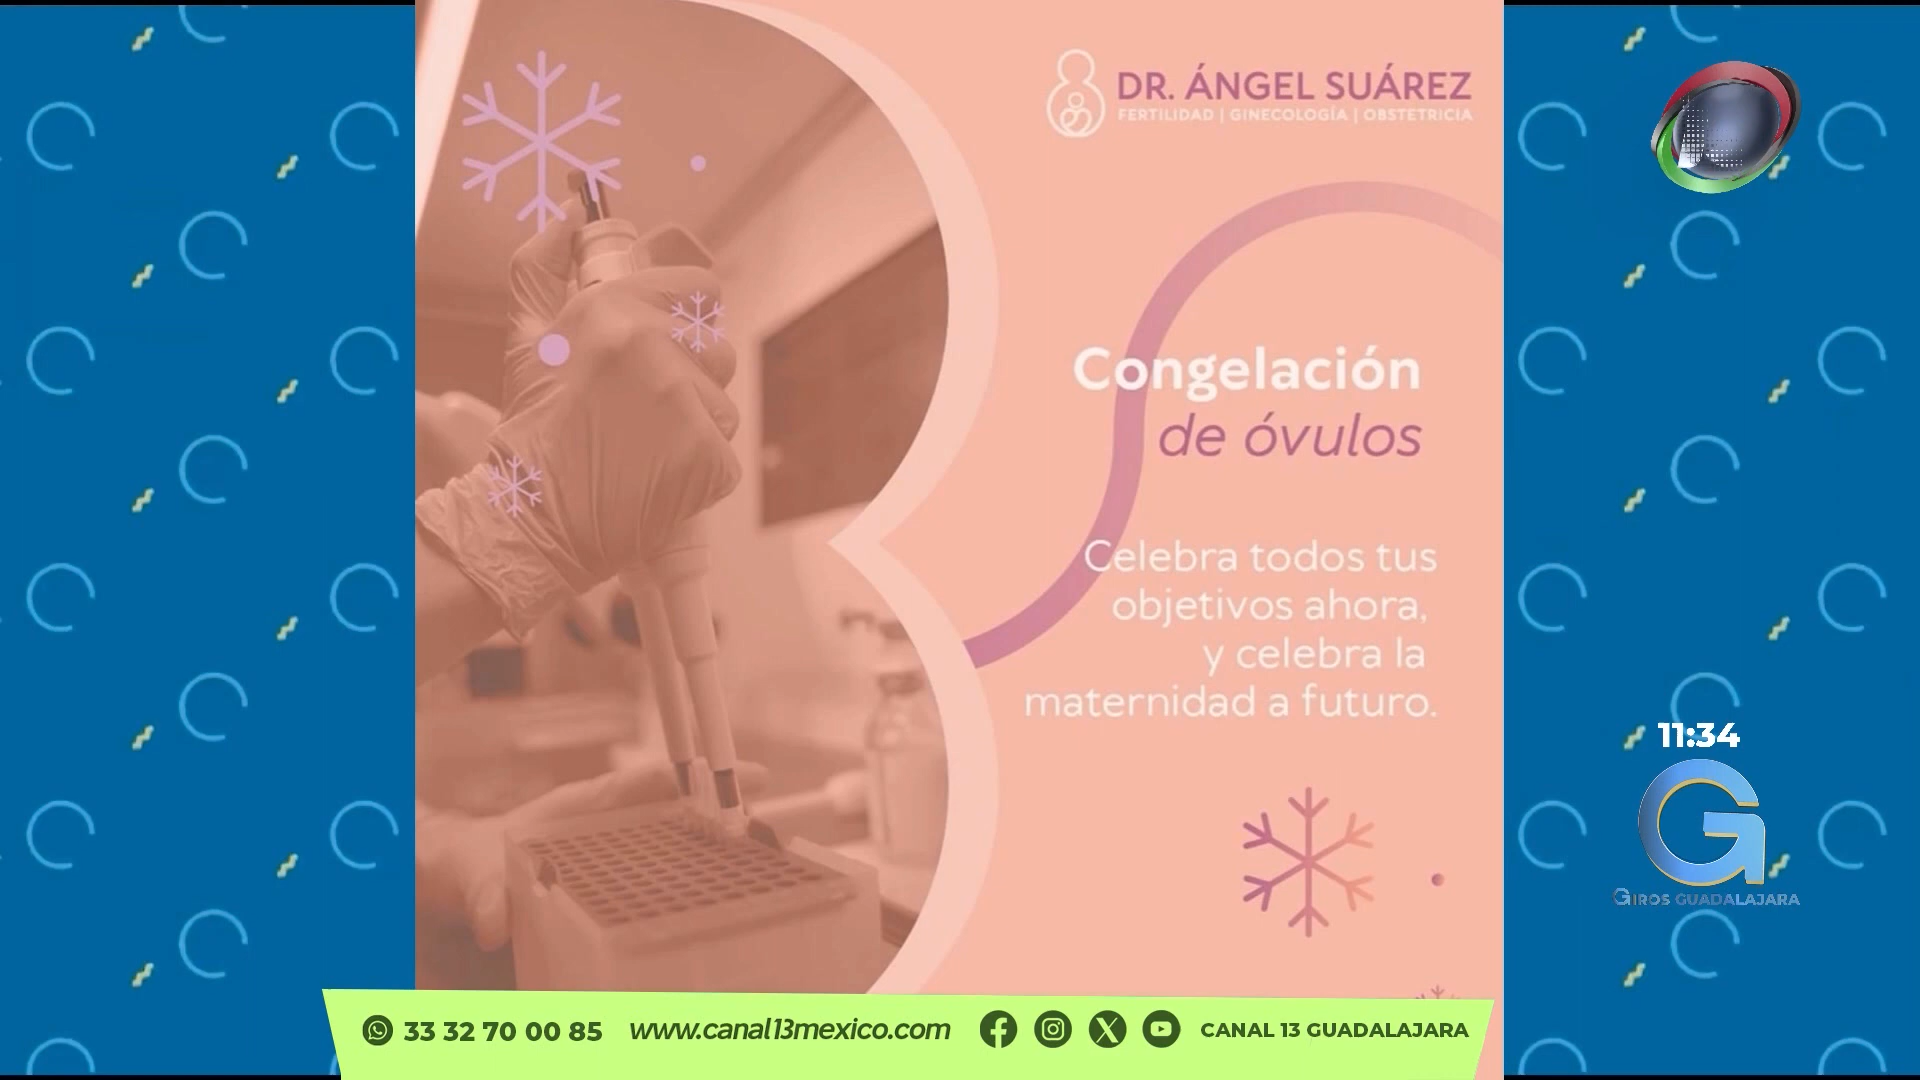 DR. ÁNGEL SUÁREZ
FERTILIDAD | GINECOLOGÍA | OBSTETRICIA
Congelación
de óvulos
Celebra todos tus
objetivos ahora,
y celebra la
maternidad a futuro.
11:34
G
GIROS GUADALAJARA
33 32 70 00 85 www.canal13mexico.com CANAL 13 GUADALAJARA